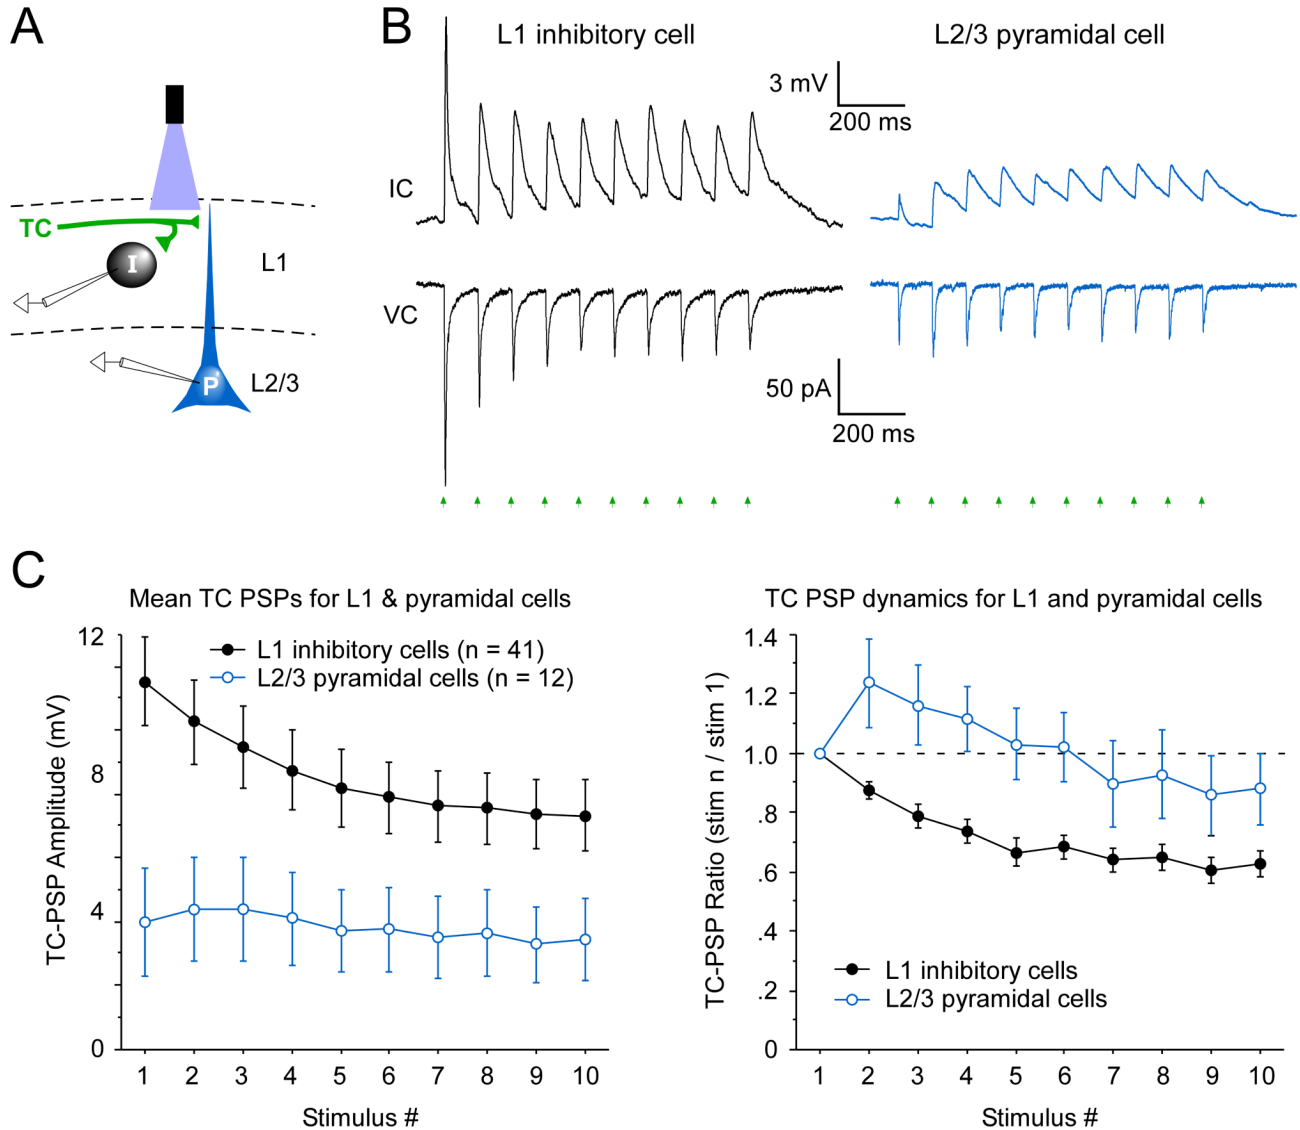 A
B
L1 inhibitory cell
L2/3 pyramidal cell
3 mV
200 ms
IC
TC
I
L1
VC
P
L2/3
50 pA
200 ms
C
Mean TC PSPs for L1 & pyramidal cells
12
L1 inhibitory cells (n = 41)
L2/3 pyramidal cells (n = 12)
8
4
0
TC-PSP Amplitude (mV)
1 2 3 4 5 6 7 8 9 10
Stimulus #
TC PSP dynamics for L1 and pyramidal cells
1.4
1.2
1.0
.8
.6
.4
.2
0
TC-PSP Ratio (stim n / stim 1)
L1 inhibitory cells
L2/3 pyramidal cells
1 2 3 4 5 6 7 8 9 10
Stimulus #